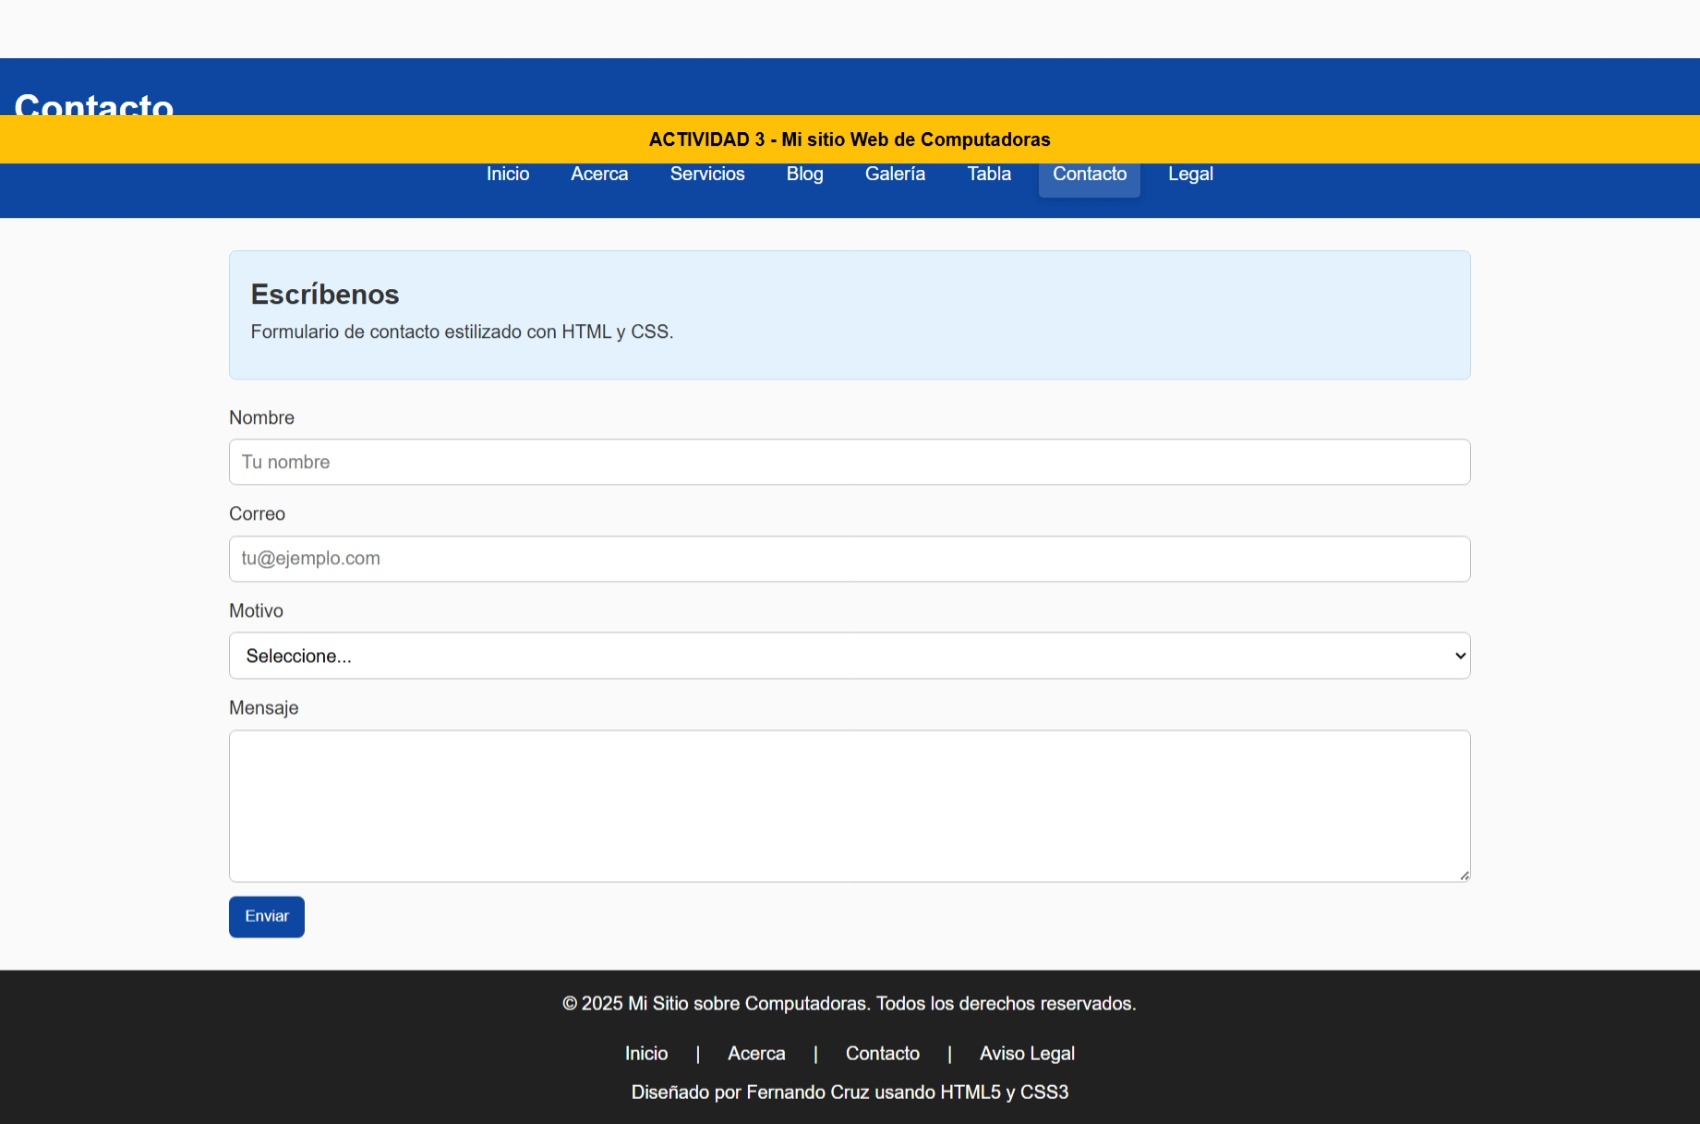 Contacto
ACTIVIDAD 3 - Mi sitio Web de Computadoras
Inicio Acerca Servicios Blog Galería Tabla Contacto Legal
Escríbenos
Formulario de contacto estilizado con HTML y CSS.
Nombre
Tu nombre
Correo
tu@ejemplo.com
Motivo
Seleccione...
Mensaje
Enviar
© 2025 Mi Sitio sobre Computadoras. Todos los derechos reservados.
Inicio | Acerca | Contacto | Aviso Legal
Diseñado por Fernando Cruz usando HTML5 y CSS3